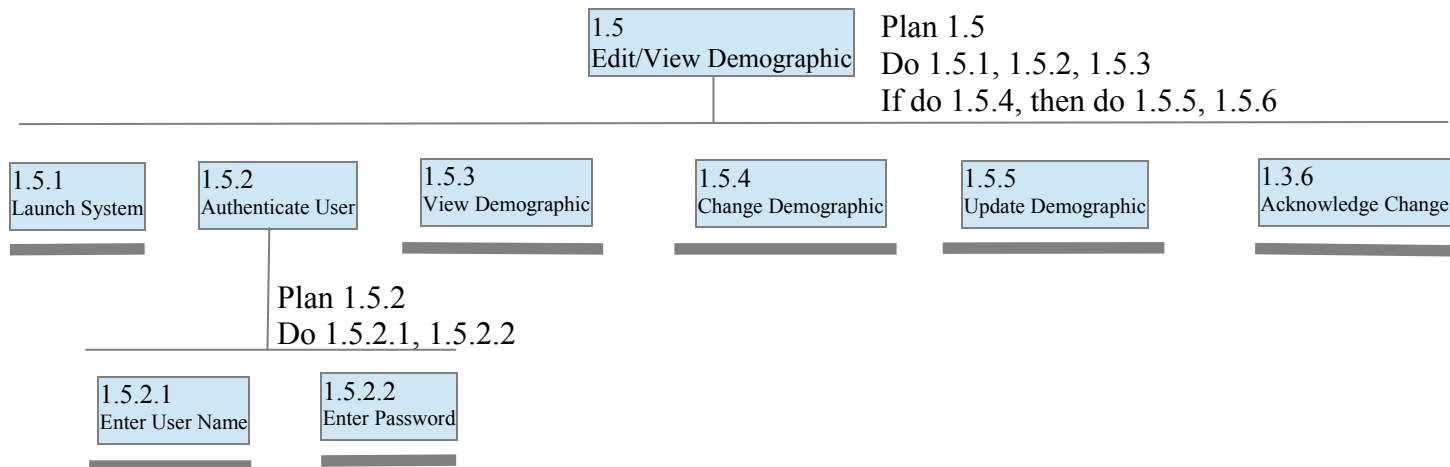 1.5
Edit/View Demographic
Plan 1.5
Do 1.5.1, 1.5.2, 1.5.3
If do 1.5.4, then do 1.5.5, 1.5.6
1.5.1
Launch System
1.5.2
Authenticate User
1.5.3
View Demographic
1.5.4
Change Demographic
1.5.5
Update Demographic
1.3.6
Acknowledge Change
Plan 1.5.2
Do 1.5.2.1, 1.5.2.2
1.5.2.1
Enter User Name
1.5.2.2
Enter Password